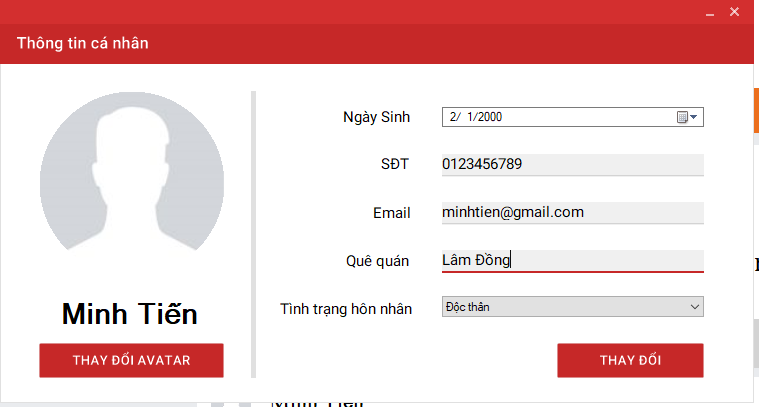 Thông tin cá nhân
Ngày Sinh 2/ 1/2000
SĐT 0123456789
Email minhtien@gmail.com
Quê quán Lâm Đồng
Tình trạng hôn nhân Độc thân
Minh Tiến
THAY ĐỔI AVATAR
THAY ĐỔI